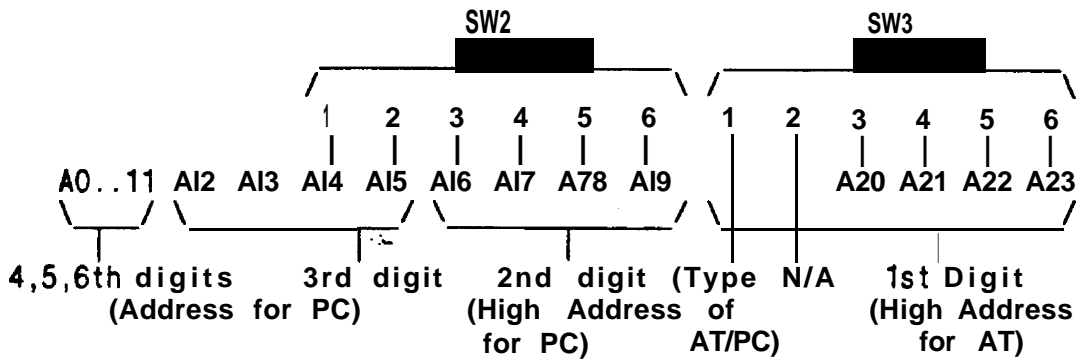 SW2 SW3
1 2 3 4 5 6 1 2 3 4 5 6
A0..11 AI2 AI3 AI4 AI5 AI6 AI7 A78 AI9 A20 A21 A22 A23
4,5,6th digits 3rd digit 2nd digit (Type N/A 1st Digit
(Address for PC) (High Address of (High Address
for PC) AT/PC) for AT)